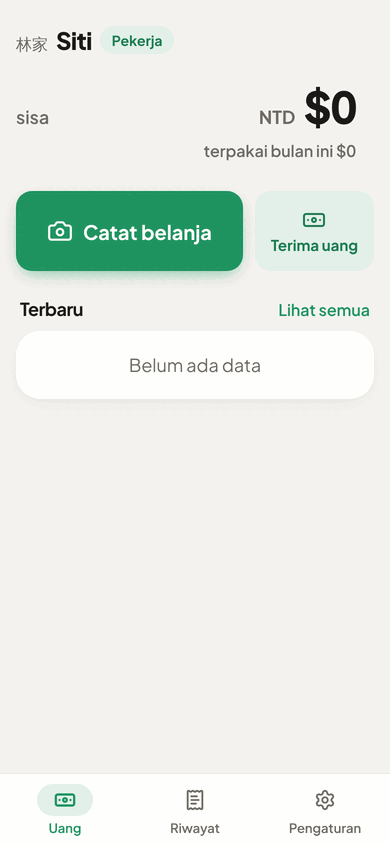 林家 Siti Pekerja
sisa NTD $0
terpakai bulan ini $0
Catat belanja
Terima uang
Terbaru Lihat semua
Belum ada data
Uang Riwayat Pengaturan